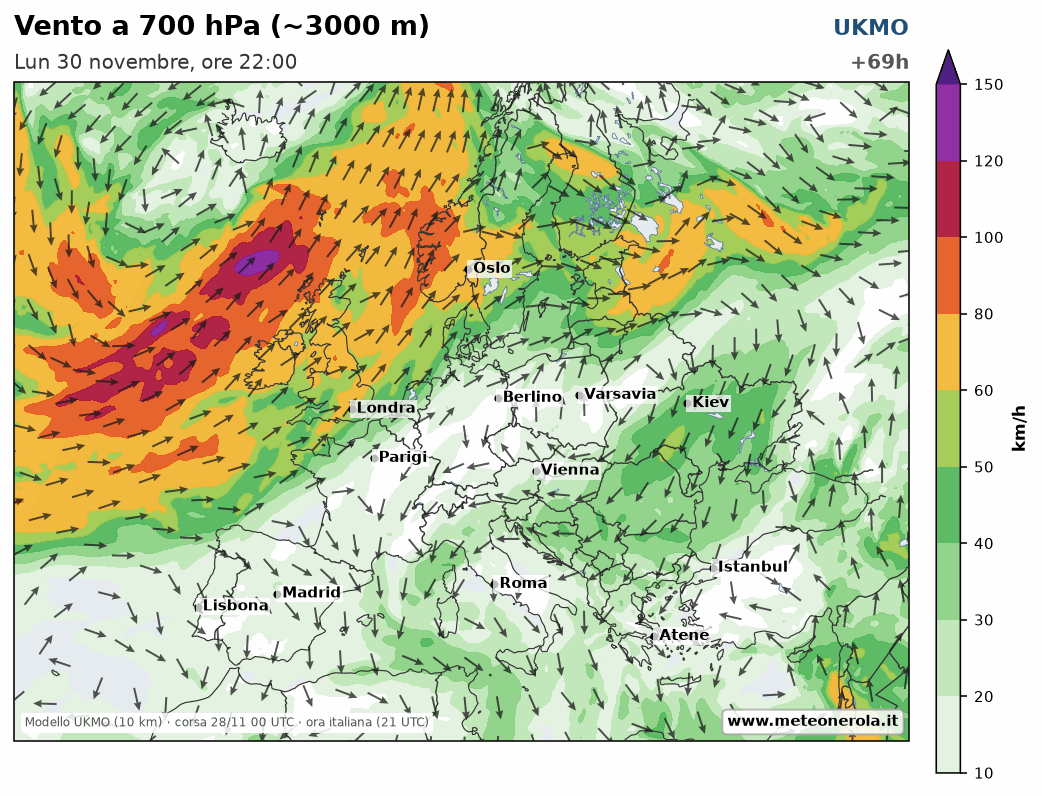 Vento a 700 hPa (~3000 m)
UKMO
Lun 30 novembre, ore 22:00
+69h
150
120
100
80
60
50
40
30
20
10
km/h
Oslo
Berlino
Varsavia
Kiev
Londra
Parigi
Vienna
Istanbul
Roma
Madrid
Lisbona
Atene
Modello UKMO (10 km) · corsa 28/11 00 UTC · ora italiana (21 UTC)
www.meteonerola.it